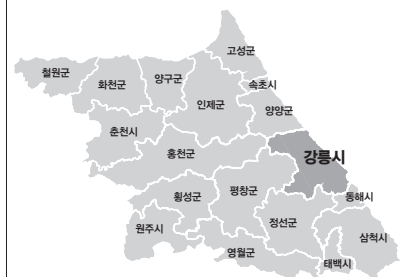 고성군
철원군
화천군
양구군
속초시
인제군
양양군
춘천시
홍천군
강릉시
횡성군
평창군
동해시
원주시
정선군
삼척시
영월군
태백시